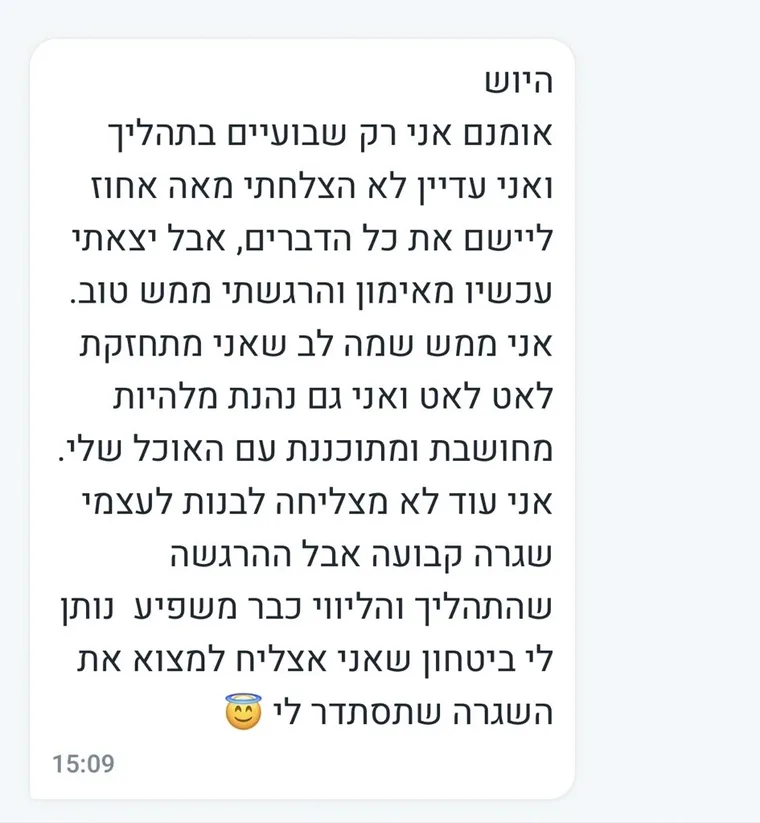 היוש
אומנם אני רק שבועיים בתהליך
ואני עדיין לא הצלחתי מאה אחוז
ליישם את כל הדברים, אבל יצאתי
עכשיו מאימון והרגשתי ממש טוב.
אני ממש שמה לב שאני מתחזקת
לאט לאט ואני גם נהנת מלהיות
מחושבת ומתוכננת עם האוכל שלי.
אני עוד לא מצליחה לבנות לעצמי
שגרה קבועה אבל ההרגשה
שהתהליך והליווי כבר משפיע  נותן
לי ביטחון שאני אצליח למצוא את
השגרה שתסתדר לי 😇
15:09